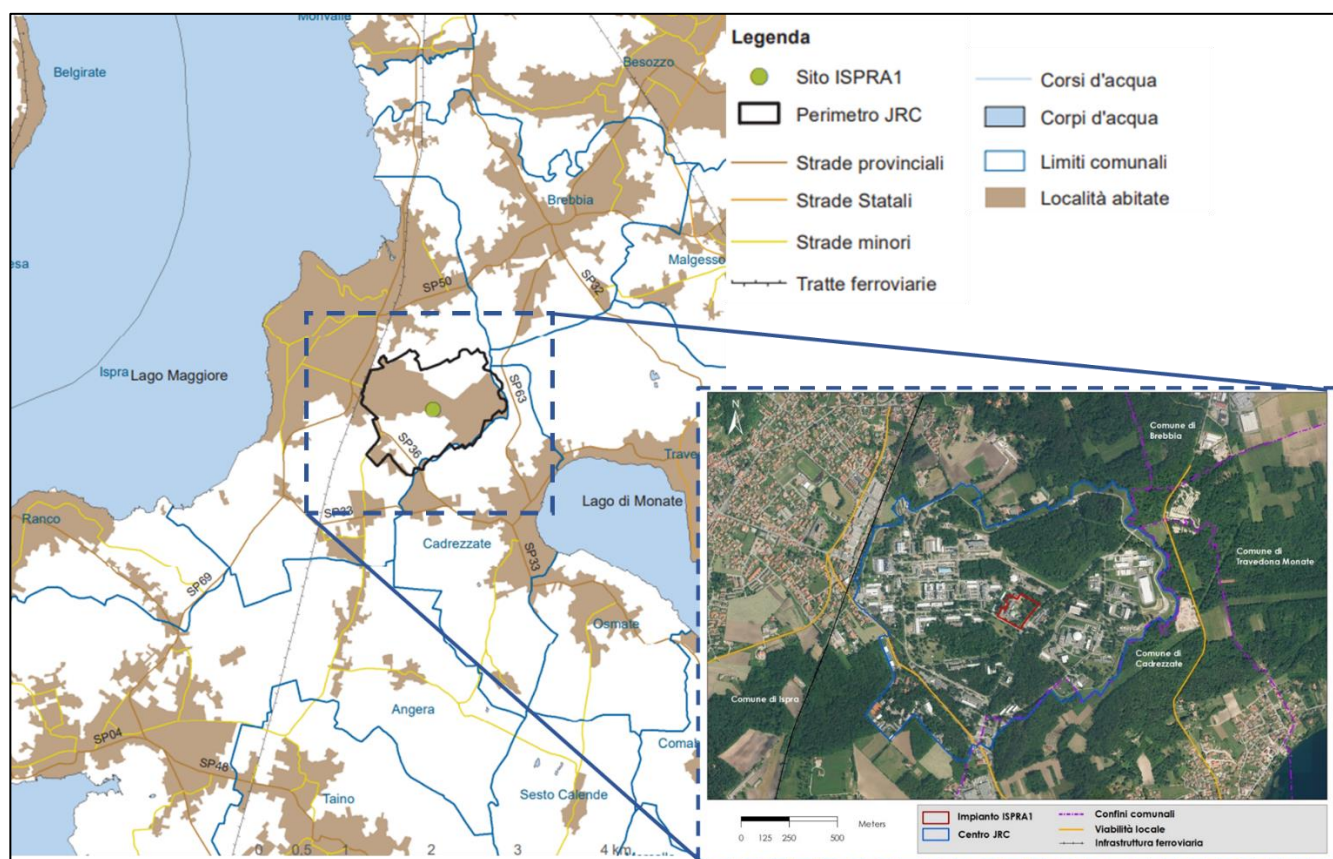 Monvalle
Belgirate
Besozzo
Brebbia
Malgesso
SP50
SP32
esa
Ispra
Lago Maggiore
SP63
SP36
Trave
Lago di Monate
Ranco
SP33
Cadrezzate
SP33
SP69
Osmate
Angera
SP04
Comab
SP48
Taino
Sesto Calende
0 0.5 1 2 3 4 km
Legenda
Sito ISPRA1
Perimetro JRC
Strade provinciali
Strade Statali
Strade minori
Tratte ferroviarie
Corsi d'acqua
Corpi d'acqua
Limiti comunali
Località abitate
N
Comune di
Brebbia
Comune di
Travedona Monate
Comune di
Cadrezzate
Comune di Ispra
0 125 250 500
Meters
Impianto ISPRA1
Centro JRC
Confini comunali
Viabilità locale
Infrastruttura ferroviaria